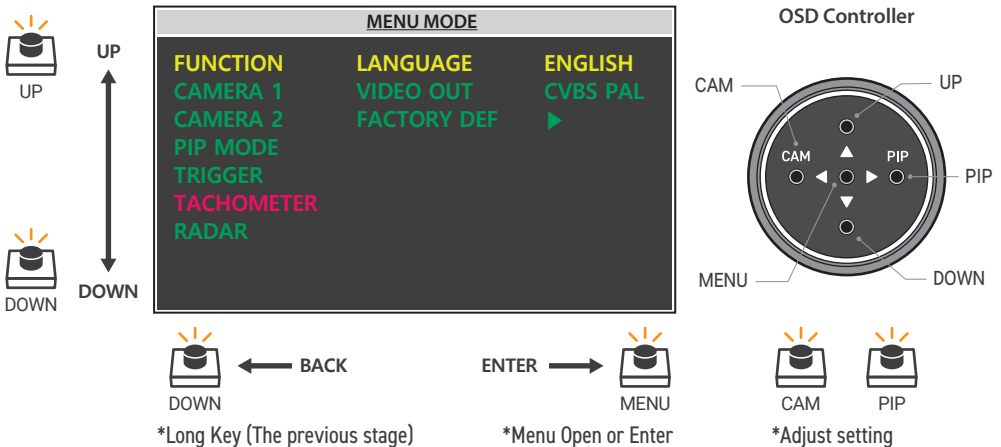 MENU MODE
OSD Controller
UP
UP
FUNCTION LANGUAGE ENGLISH
CAMERA 1 VIDEO OUT CVBS PAL
CAMERA 2 FACTORY DEF ▶
PIP MODE
TRIGGER
TACHOMETER
RADAR
DOWN
DOWN
CAM
UP
CAM
PIP
PIP
MENU
DOWN
BACK
ENTER
DOWN
MENU
CAM
PIP
*Long Key (The previous stage)
*Menu Open or Enter
*Adjust setting